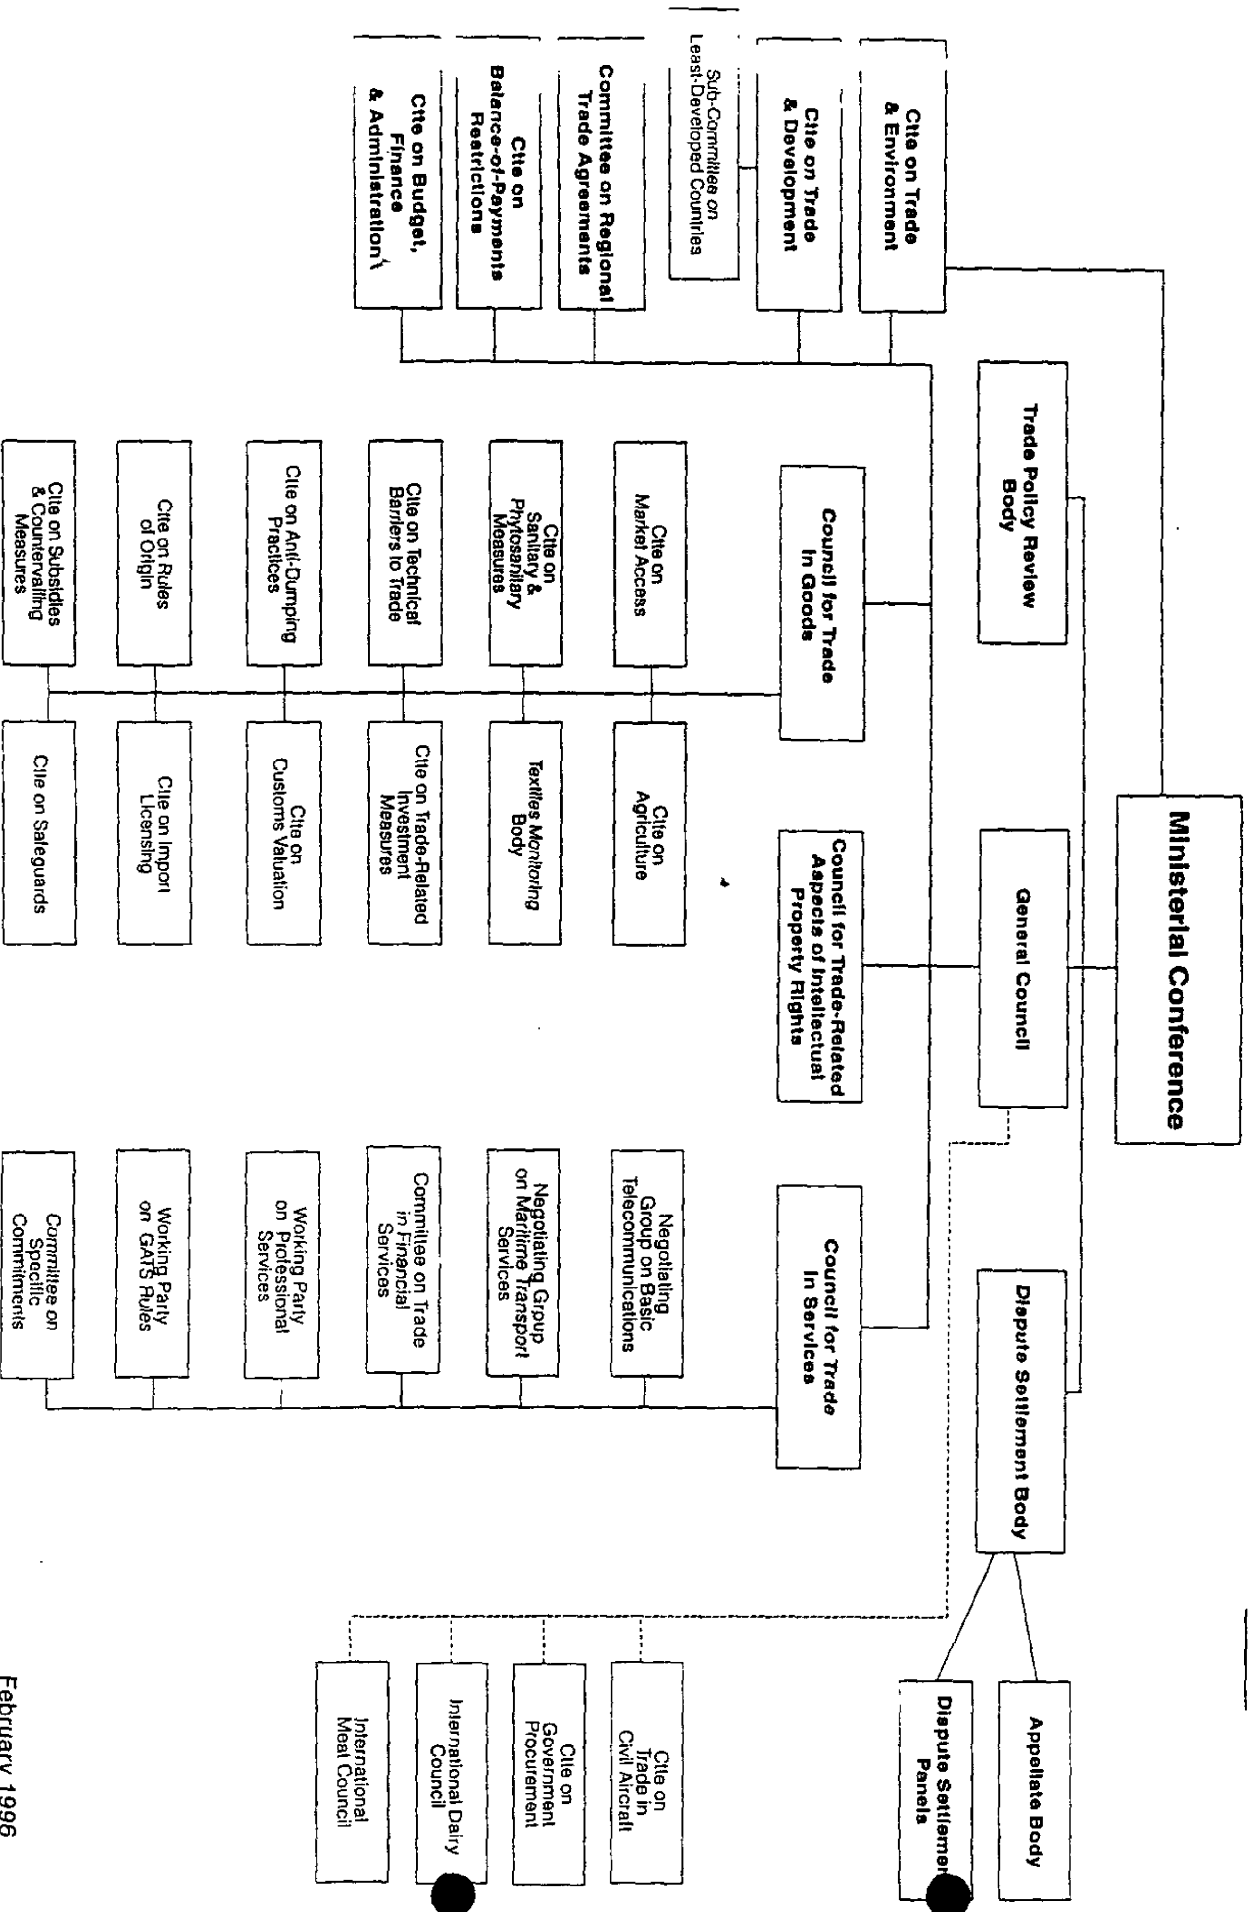 Ministerial Conference
Trade Policy Review
Body
General Council
Dispute Settlement Body
Appellate Body
Dispute Settlemen
Panels
Ctte on Trade
& Environment
Ctte on Trade
& Development
Sub-Committee on
Least-Developed Countries
Committee on Regional
Trade Agreements
Ctte on
Balance-of-Payments
Restrictions
Ctte on Budget,
Finance
& Administration
Council for Trade
In Goods
Council for Trade-Related
Aspects of Intellectual
Property Rights
Council for Trade
In Services
Ctte on
Market Access
Ctte on
Agriculture
Ctte on
Sanitary &
Phytosanitary
Measures
Textiles Monitoring
Body
Ctte on Technical
Barriers to Trade
Ctte on Trade-Related
Investment
Measures
Ctte on Anti-Dumping
Practices
Ctte on
Customs Valuation
Ctte on Rules
of Origin
Ctte on Import
Licensing
Ctte on Subsidies
& Countervailing
Measures
Ctte on Safeguards
Negotiating
Group on Basic
Telecommunications
Negotiating Group
on Maritime Transport
Services
Committee on Trade
in Financial
Services
Working Party
on Professional
Services
Working Party
on GATS Rules
Committee on
Specific
Commitments
Ctte on
Trade in
Civil Aircraft
Ctte on
Government
Procurement
International Dairy
Council
International
Meat Council
February 1996